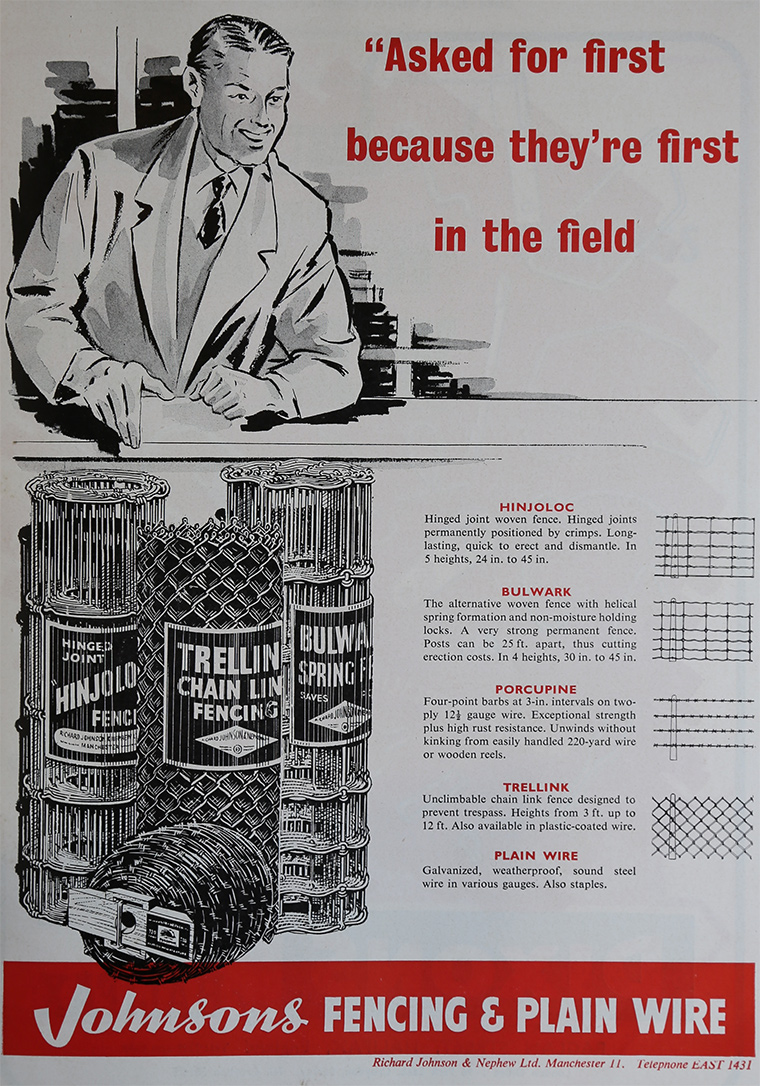 “Asked for first
because they’re first
in the field
HINJOLOC
Hinged joint woven fence. Hinged joints
permanently positioned by crimps. Long-
lasting, quick to erect and dismantle. In
5 heights, 24 in. to 45 in.
BULWARK
The alternative woven fence with helical
spring formation and non-moisture holding
locks. A very strong permanent fence.
Posts can be 25 ft. apart, thus cutting
erection costs. In 4 heights, 30 in. to 45 in.
PORCUPINE
Four-point barbs at 3-in. intervals on two-
ply 12½ gauge wire. Exceptional strength
plus high rust resistance. Unwinds without
kinking from easily handled 220-yard wire
or wooden reels.
TRELLINK
Unclimbable chain link fence designed to
prevent trespass. Heights from 3 ft. up to
12 ft. Also available in plastic-coated wire.
PLAIN WIRE
Galvanized, weatherproof, sound steel
wire in various gauges. Also staples.
HINGED
JOINT
"HINJOLO
FENCI
RICHARD JOHNSON
MANCHESTER
TRELLIN
CHAIN LIN
FENCING
BULWA
SPRING F
SAVES
Johnsons FENCING & PLAIN WIRE
Richard Johnson & Nephew Ltd. Manchester 11. Telephone EAST 1431